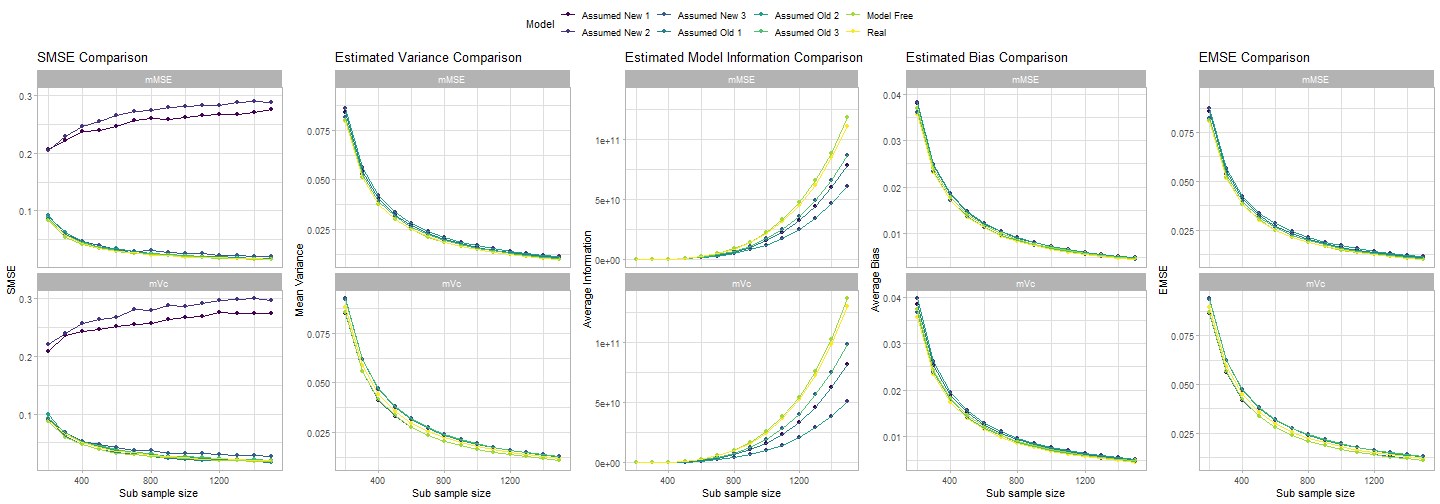 Model
Assumed New 1
Assumed New 3
Assumed Old 2
Model Free
Assumed New 2
Assumed Old 1
Assumed Old 3
Real
SMSE Comparison
mMSE
0.3
0.2
0.1
mVc
0.3
0.2
0.1
SMSE
400
800
1200
Sub sample size
Estimated Variance Comparison
mMSE
0.075
0.050
0.025
mVc
0.075
0.050
0.025
Mean Variance
400
800
1200
Sub sample size
Estimated Model Information Comparison
mMSE
1e+11
5e+10
0e+00
mVc
1e+11
5e+10
0e+00
Average Information
400
800
1200
Sub sample size
Estimated Bias Comparison
mMSE
0.04
0.03
0.02
0.01
mVc
0.04
0.03
0.02
0.01
Average Bias
400
800
1200
Sub sample size
EMSE Comparison
mMSE
0.075
0.050
0.025
mVc
0.075
0.050
0.025
EMSE
400
800
1200
Sub sample size